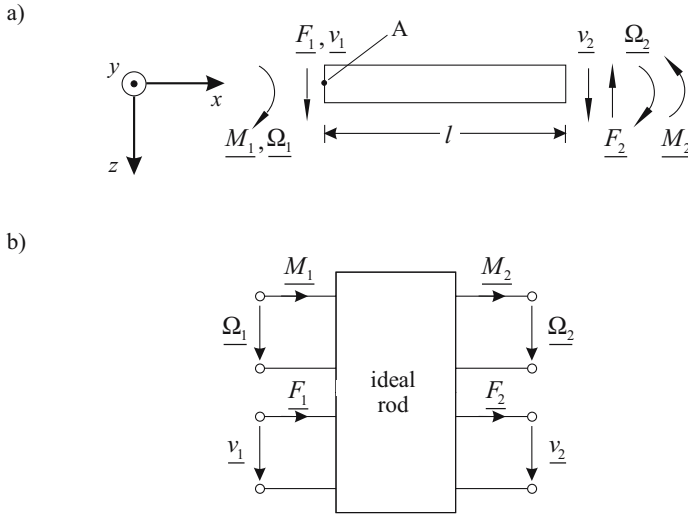 a)
y
x
z
M₁, Ω₁
F₁, v₁
A
l
v₂
Ω₂
F₂
M₂
b)
M₁
M₂
Ω₁
Ω₂
ideal
rod
F₁
F₂
v₁
v₂